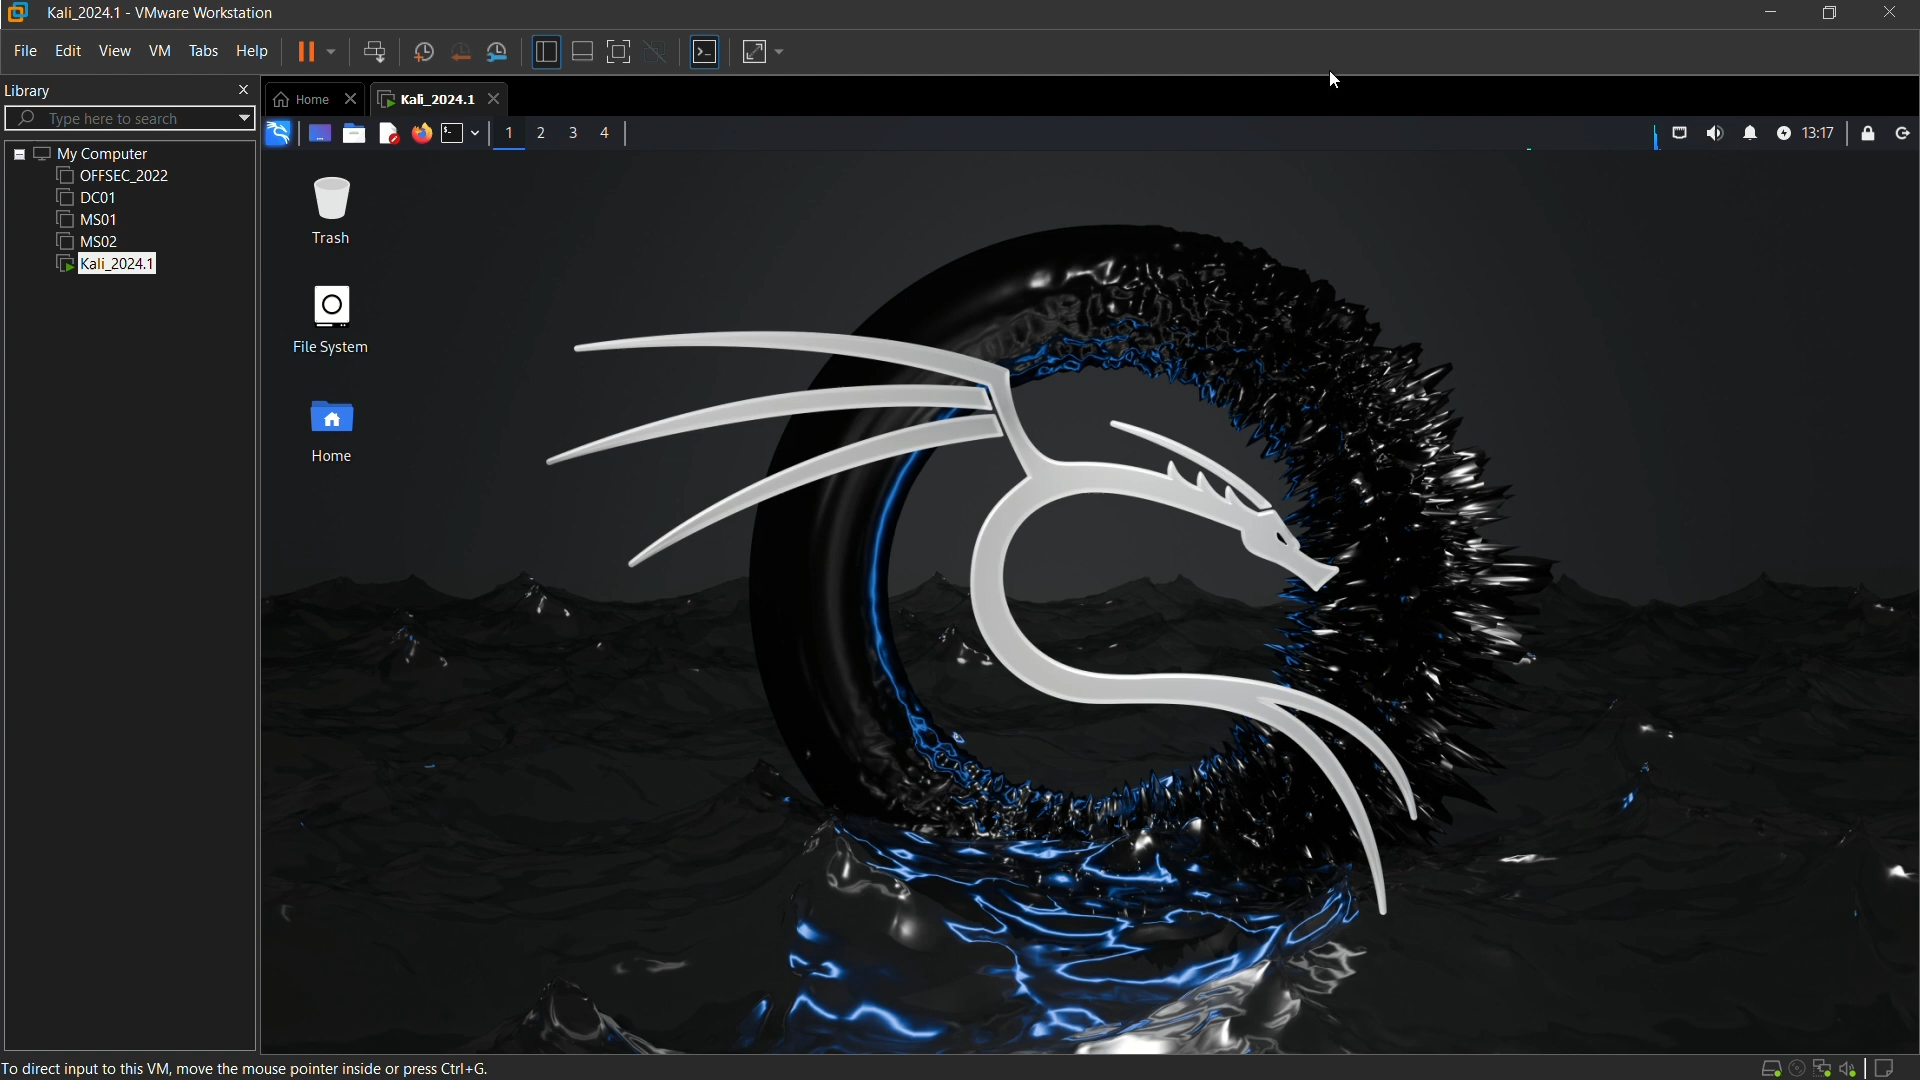 Kali_2024.1 - VMware Workstation
File Edit View VM Tabs Help
Library
Home Kali_2024.1
Type here to search
1 2 3 4 13:17
My Computer
OFFSEC_2022
DC01
MS01
MS02
Kali_2024.1
Trash
File System
Home
To direct input to this VM, move the mouse pointer inside or press Ctrl+G.